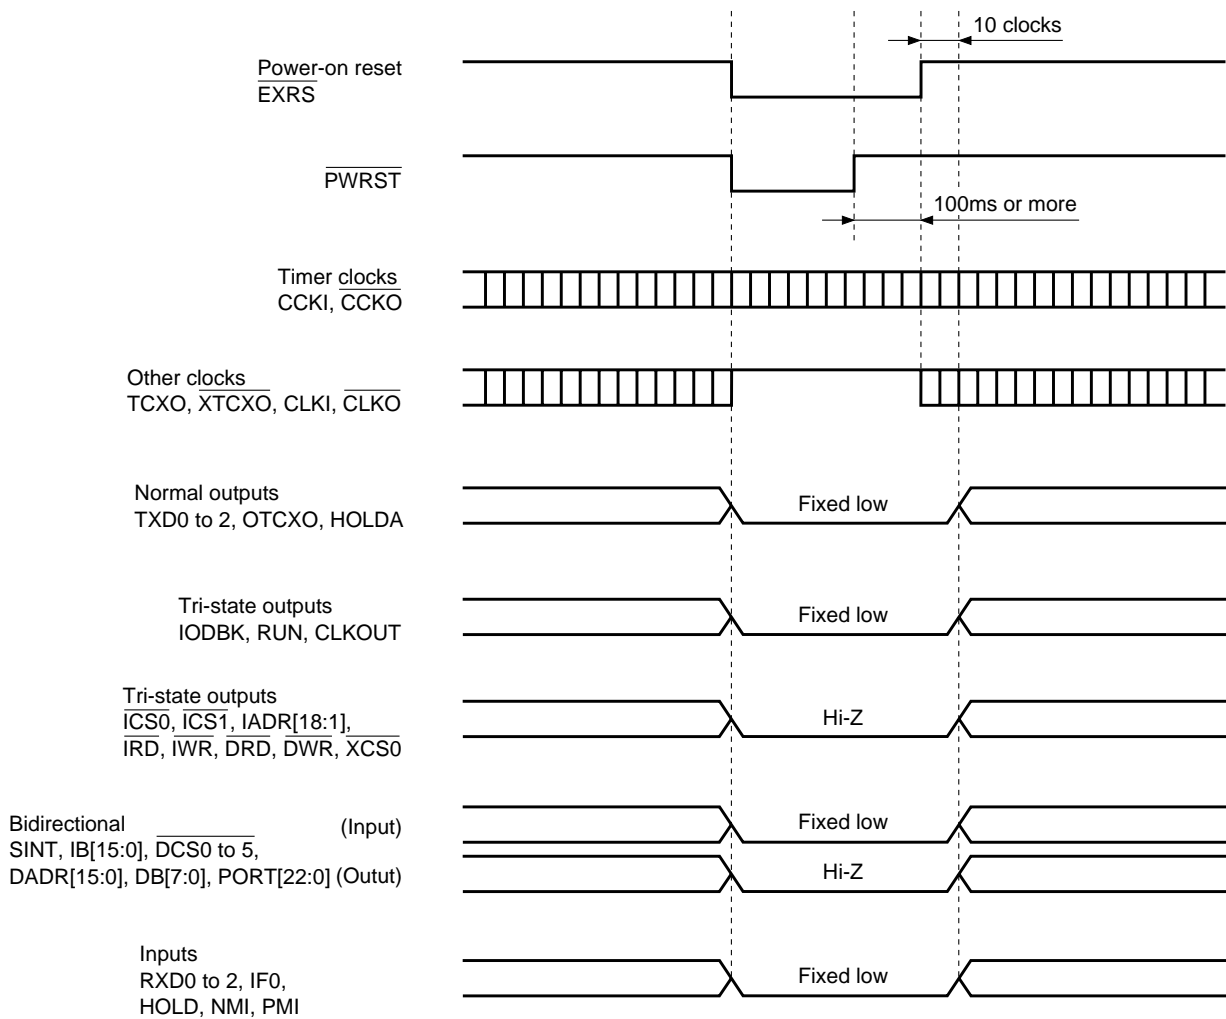 10 clocks
Power-on reset
EXRS
PWRST
100ms or more
Timer clocks
CCKI, CCKO
Other clocks
TCXO, XTCXO, CLKI, CLKO
Normal outputs
TXD0 to 2, OTCXO, HOLDA
Fixed low
Tri-state outputs
IODBK, RUN, CLKOUT
Fixed low
Tri-state outputs
ICS0, ICS1, IADR[18:1],
IRD, IWR, DRD, DWR, XCS0
Hi-Z
Bidirectional (Input)
SINT, IB[15:0], DCS0 to 5,
DADR[15:0], DB[7:0], PORT[22:0] (Outut)
Fixed low
Hi-Z
Inputs
RXD0 to 2, IF0,
HOLD, NMI, PMI
Fixed low